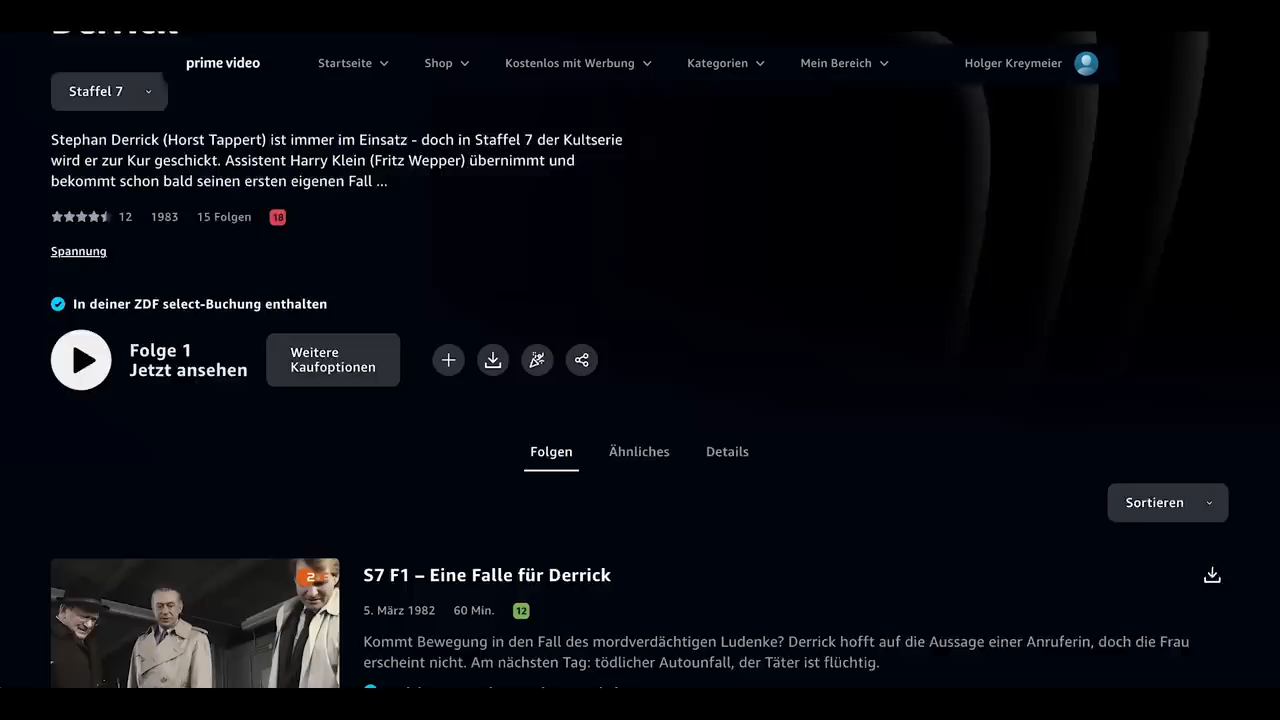 Derrick
prime video
Startseite
Shop
Kostenlos mit Werbung
Kategorien
Mein Bereich
Holger Kreymeier
Staffel 7
Stephan Derrick (Horst Tappert) ist immer im Einsatz - doch in Staffel 7 der Kultserie
wird er zur Kur geschickt. Assistent Harry Klein (Fritz Wepper) übernimmt und
bekommt schon bald seinen ersten eigenen Fall ...
12 1983 15 Folgen 18
Spannung
In deiner ZDF select-Buchung enthalten
Folge 1
Jetzt ansehen
Weitere
Kaufoptionen
Folgen
Ähnliches
Details
Sortieren
S7 F1 – Eine Falle für Derrick
5. März 1982 60 Min. 12
Kommt Bewegung in den Fall des mordverdächtigen Ludenke? Derrick hofft auf die Aussage einer Anruferin, doch die Frau
erscheint nicht. Am nächsten Tag: tödlicher Autounfall, der Täter ist flüchtig.